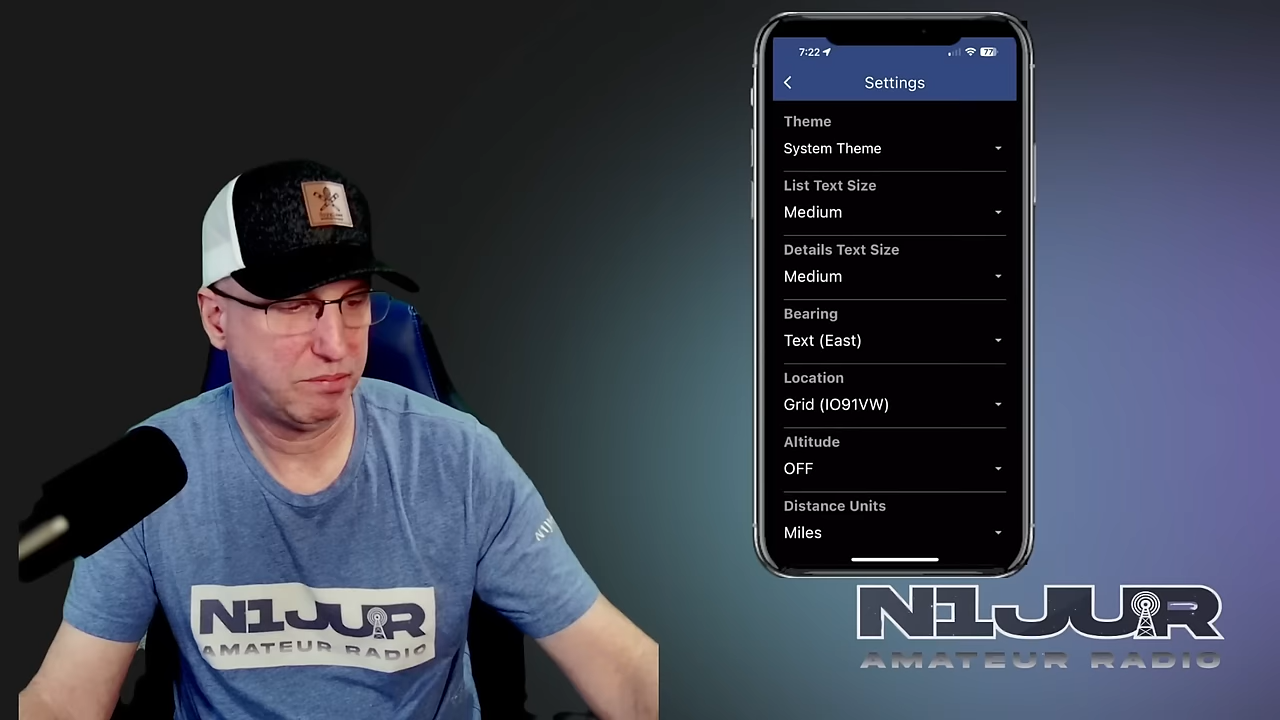 7:22
77
Settings
Theme
System Theme
List Text Size
Medium
Details Text Size
Medium
Bearing
Text (East)
Location
Grid (IO91VW)
Altitude
OFF
Distance Units
Miles
N1JUR
AMATEUR RADIO
N1JUR
AMATEUR RADIO